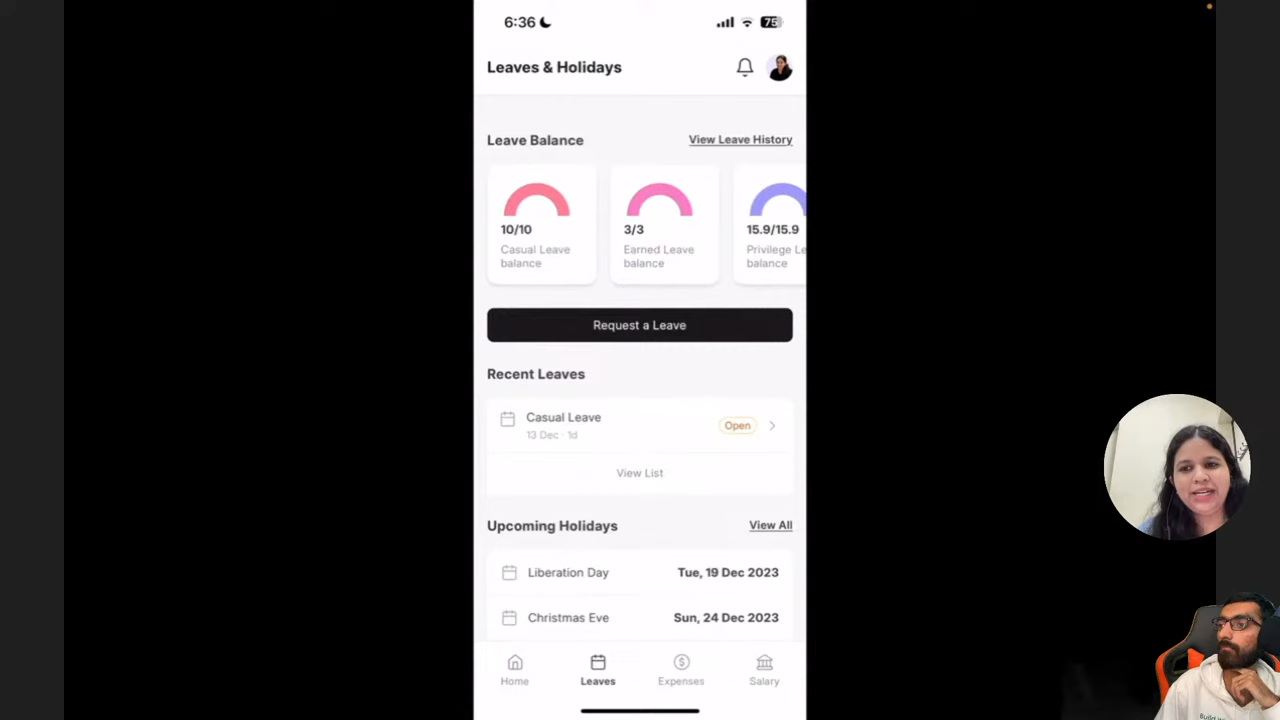 6:36
75
Leaves & Holidays
Leave Balance
View Leave History
10/10
Casual Leave
balance
3/3
Earned Leave
balance
15.9/15.9
Privilege Le
balance
Request a Leave
Recent Leaves
Casual Leave
13 Dec · 1d
Open
View List
Upcoming Holidays
View All
Liberation Day
Tue, 19 Dec 2023
Christmas Eve
Sun, 24 Dec 2023
Home
Leaves
Expenses
Salary
Build